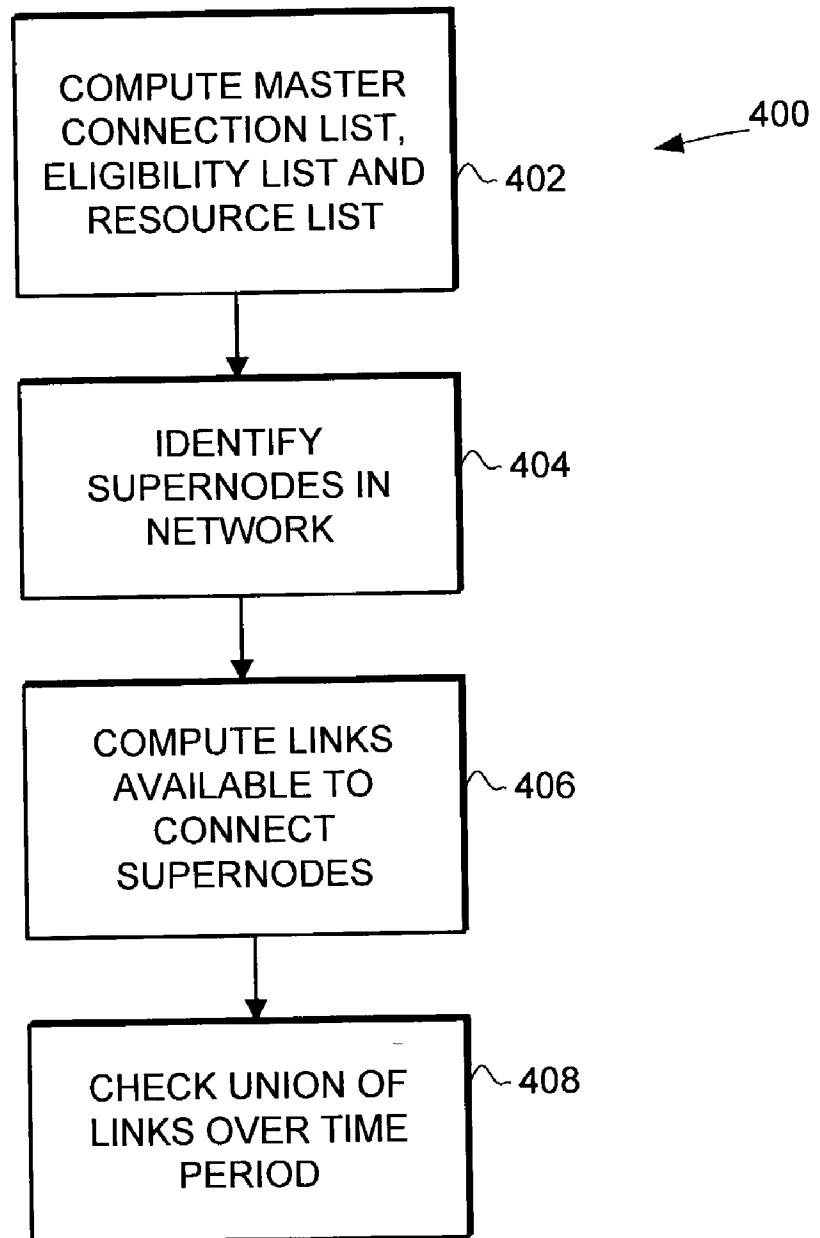 COMPUTE MASTER
CONNECTION LIST,
ELIGIBILITY LIST AND
RESOURCE LIST
402
400
IDENTIFY
SUPERNODES IN
NETWORK
404
COMPUTE LINKS
AVAILABLE TO
CONNECT
SUPERNODES
406
CHECK UNION OF
LINKS OVER TIME
PERIOD
408